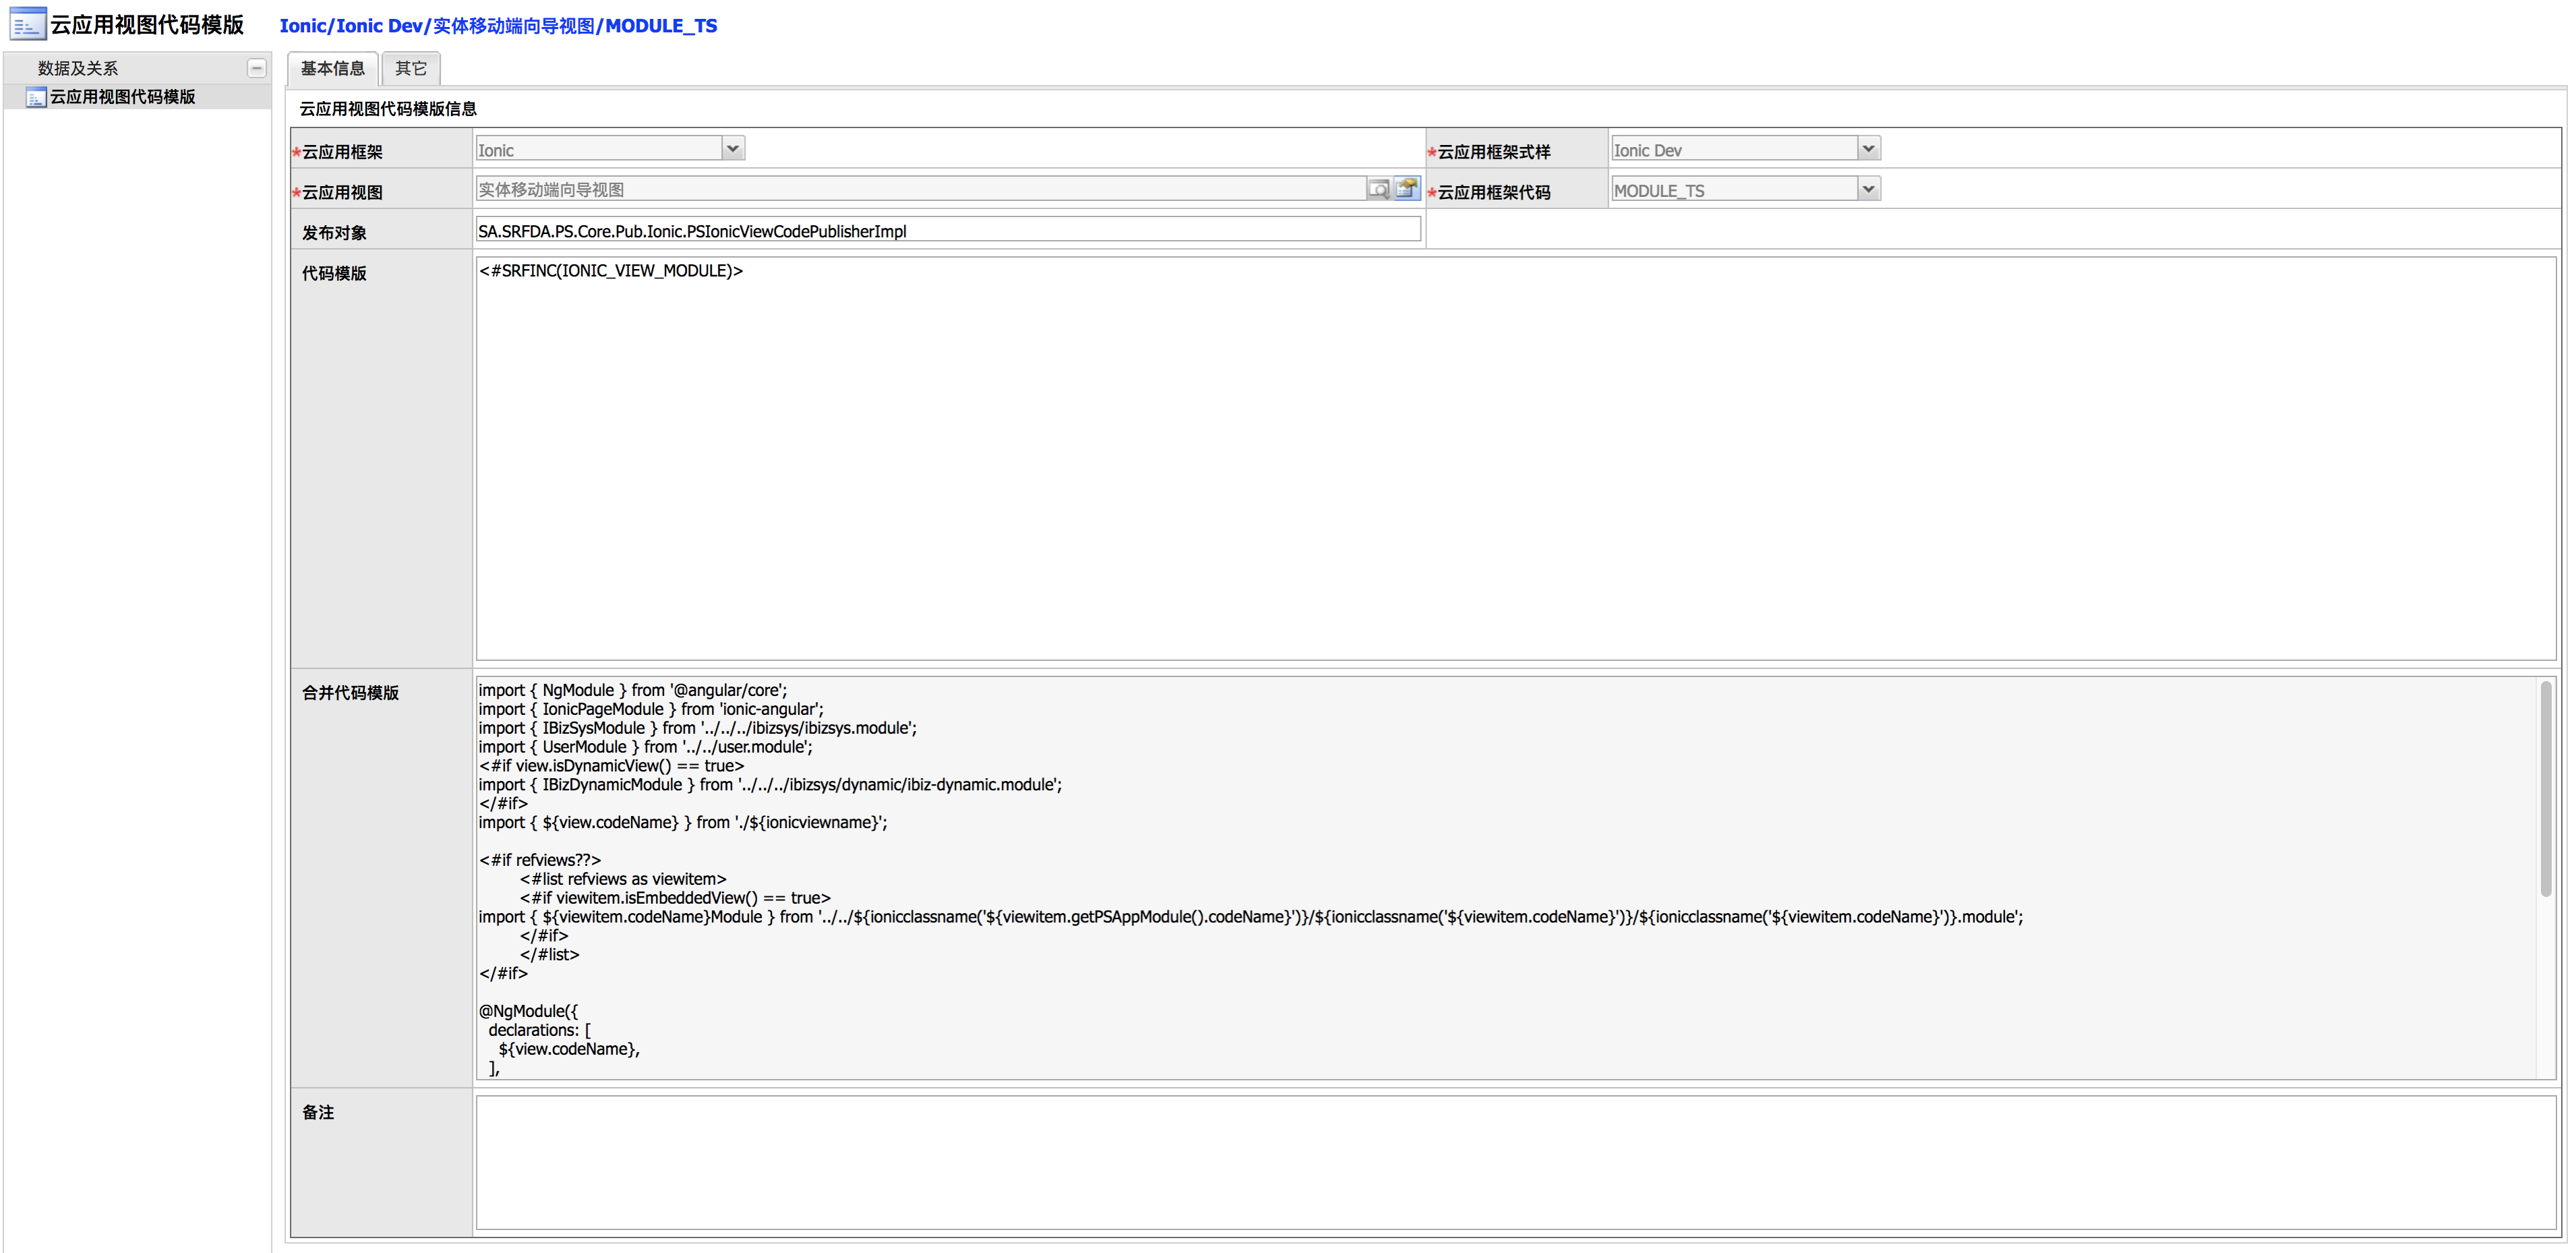 云应用视图代码模版
Ionic/Ionic Dev/实体移动端向导视图/MODULE_TS
数据及关系
云应用视图代码模版
基本信息 其它
云应用视图代码模版信息
*云应用框架 Ionic *云应用框架式样 Ionic Dev
*云应用视图 实体移动端向导视图 *云应用框架代码 MODULE_TS
发布对象 SA.SRFDA.PS.Core.Pub.Ionic.PSIonicViewCodePublisherImpl
代码模版 <#SRFINC(IONIC_VIEW_MODULE)>
合并代码模版
import { NgModule } from '@angular/core';
import { IonicPageModule } from 'ionic-angular';
import { IBizSysModule } from '../../../ibizsys/ibizsys.module';
import { UserModule } from '../../user.module';
<#if view.isDynamicView() == true>
import { IBizDynamicModule } from '../../../ibizsys/dynamic/ibiz-dynamic.module';
</#if>
import { ${view.codeName} } from './${ionicviewname}';
<#if refviews??>
<#list refviews as viewitem>
<#if viewitem.isEmbeddedView() == true>
import { ${viewitem.codeName}Module } from '../../${ionicclassname('${viewitem.getPSAppModule().codeName}')}/${ionicclassname('${viewitem.codeName}')}/${ionicclassname('${viewitem.codeName}')}.module';
</#if>
</#list>
</#if>
@NgModule({
declarations: [
${view.codeName},
],
备注